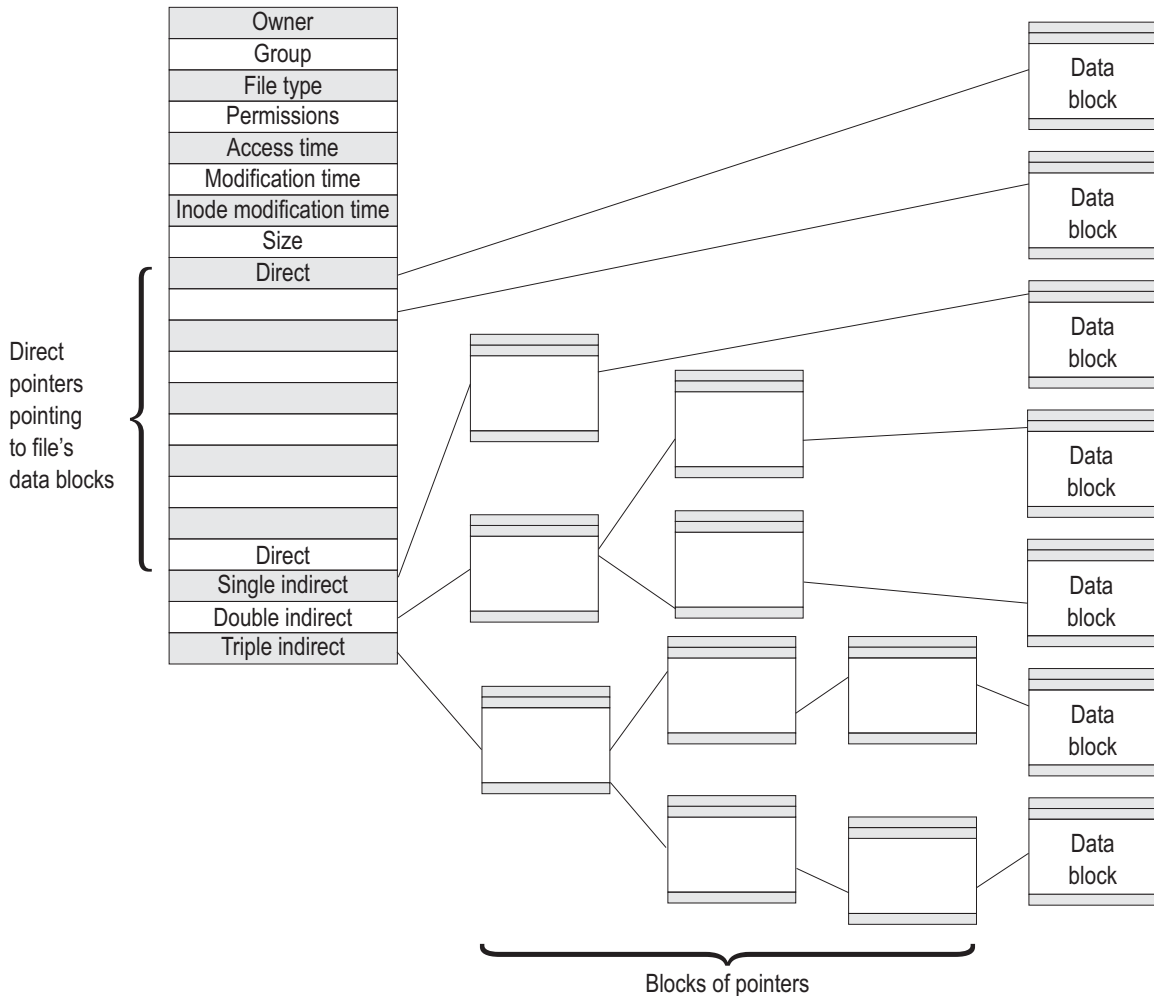 Owner
Group
File type
Permissions
Access time
Modification time
Inode modification time
Size
Direct
Direct
Single indirect
Double indirect
Triple indirect
Direct
pointers
pointing
to file's
data blocks
Data
block
Data
block
Data
block
Data
block
Data
block
Data
block
Data
block
Blocks of pointers